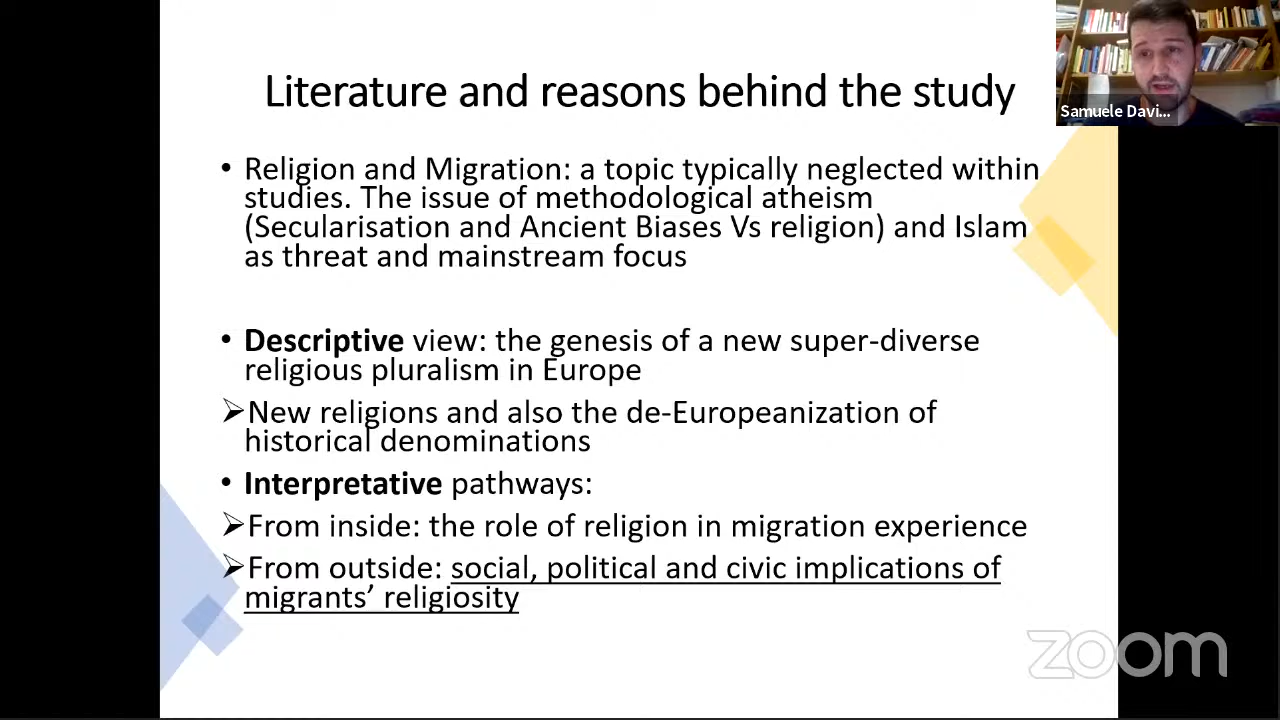 Literature and reasons behind the study
Samuele Davi...
• Religion and Migration: a topic typically neglected within
studies. The issue of methodological atheism
(Secularisation and Ancient Biases Vs religion) and Islam
as threat and mainstream focus
• Descriptive view: the genesis of a new super-diverse
religious pluralism in Europe
➢New religions and also the de-Europeanization of
historical denominations
• Interpretative pathways:
➢From inside: the role of religion in migration experience
➢From outside: social, political and civic implications of
migrants’ religiosity
zoom